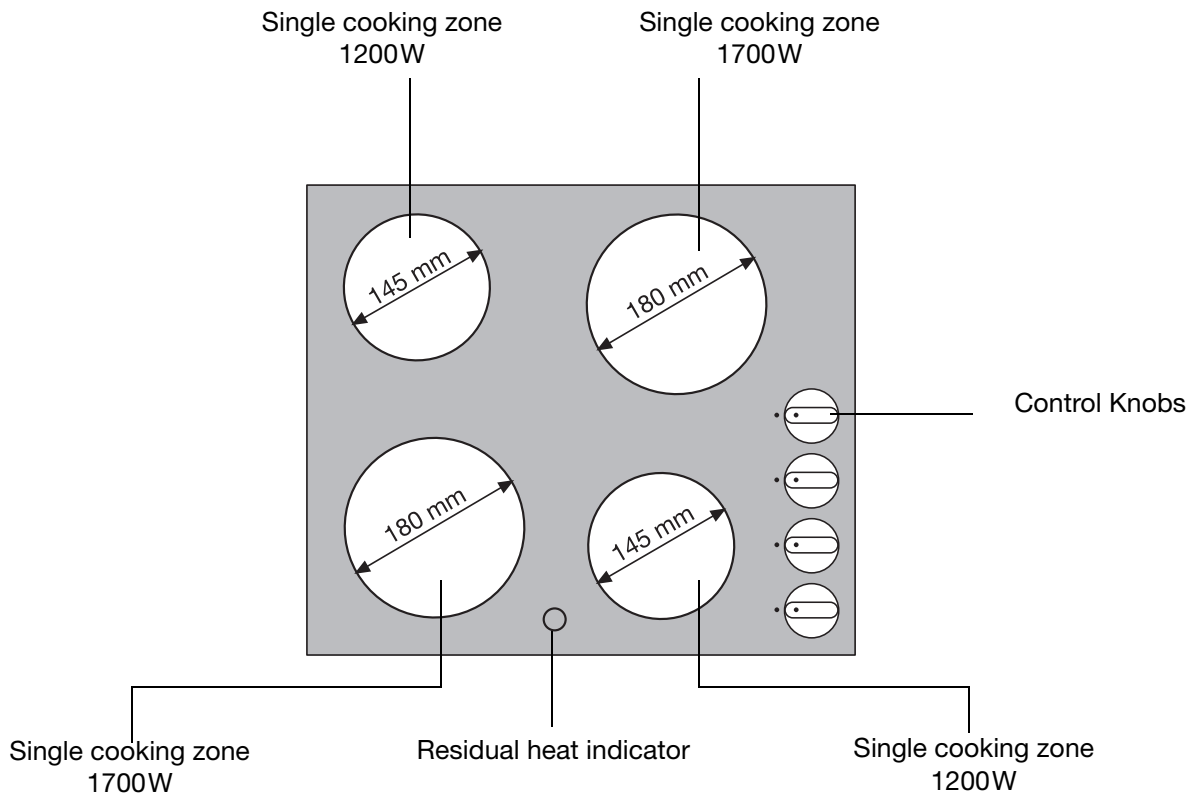 Single cooking zone
1200W
Single cooking zone
1700W
145 mm
180 mm
Control Knobs
180 mm
145 mm
Single cooking zone
1700W
Residual heat indicator
Single cooking zone
1200W